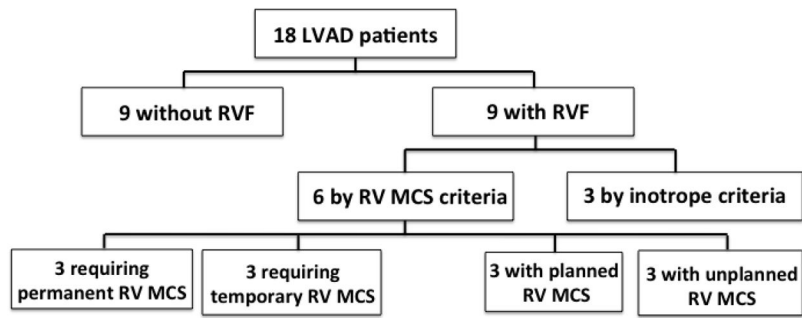 18 LVAD patients
9 without RVF
9 with RVF
6 by RV MCS criteria
3 by inotrope criteria
3 requiring
permanent RV MCS
3 requiring
temporary RV MCS
3 with planned
RV MCS
3 with unplanned
RV MCS